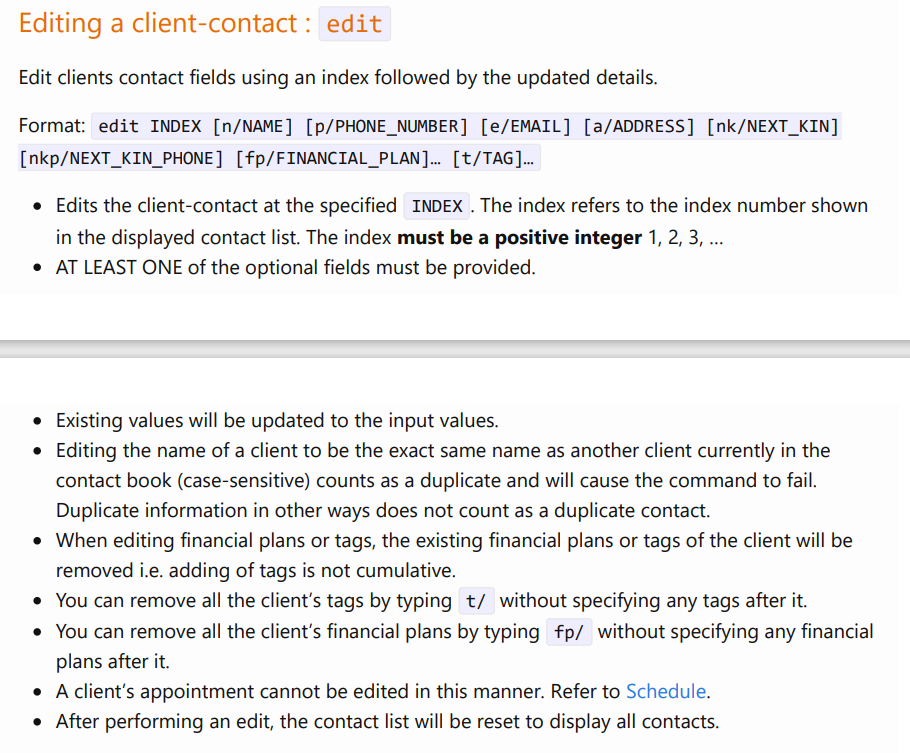 Editing a client-contact : edit
Edit clients contact fields using an index followed by the updated details.
Format: edit INDEX [n/NAME] [p/PHONE_NUMBER] [e/EMAIL] [a/ADDRESS] [nk/NEXT_KIN]
[nkp/NEXT_KIN_PHONE] [fp/FINANCIAL_PLAN]… [t/TAG]…
• Edits the client-contact at the specified INDEX. The index refers to the index number shown
in the displayed contact list. The index must be a positive integer 1, 2, 3, …
• AT LEAST ONE of the optional fields must be provided.
• Existing values will be updated to the input values.
• Editing the name of a client to be the exact same name as another client currently in the
contact book (case-sensitive) counts as a duplicate and will cause the command to fail.
Duplicate information in other ways does not count as a duplicate contact.
• When editing financial plans or tags, the existing financial plans or tags of the client will be
removed i.e. adding of tags is not cumulative.
• You can remove all the client’s tags by typing t/ without specifying any tags after it.
• You can remove all the client’s financial plans by typing fp/ without specifying any financial
plans after it.
• A client’s appointment cannot be edited in this manner. Refer to Schedule.
• After performing an edit, the contact list will be reset to display all contacts.